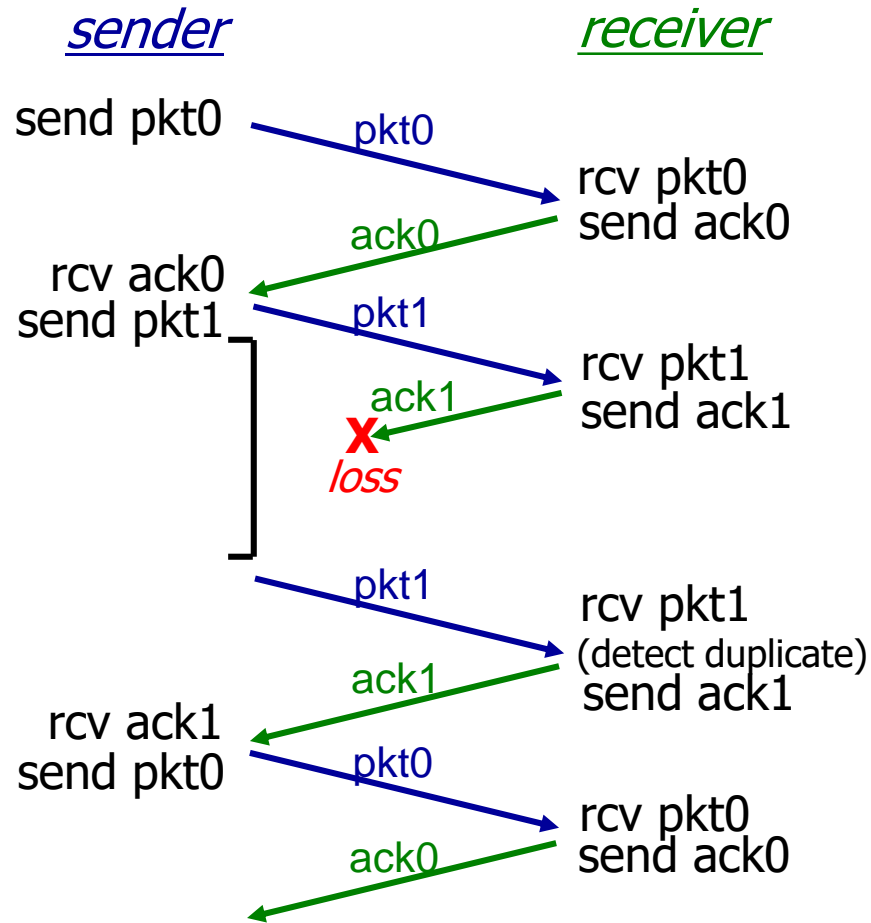 sender
receiver
send pkt0
pkt0
rcv pkt0
send ack0
ack0
rcv ack0
send pkt1
pkt1
rcv pkt1
send ack1
ack1
X
loss
pkt1
rcv pkt1
(detect duplicate)
send ack1
ack1
rcv ack1
send pkt0
pkt0
rcv pkt0
send ack0
ack0